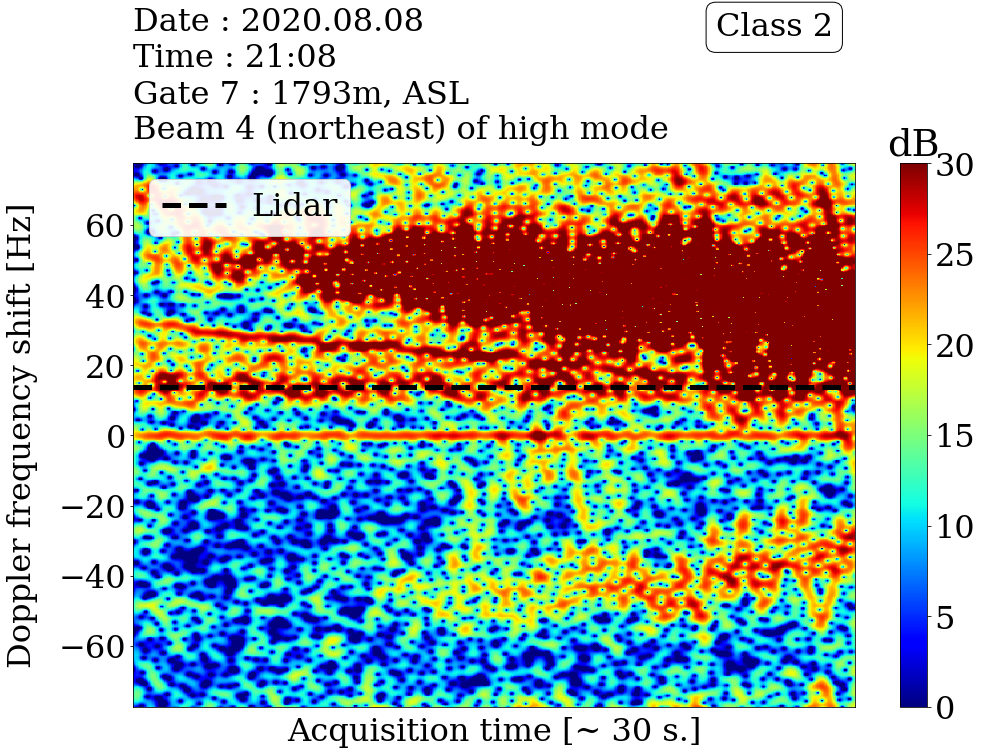 Date : 2020.08.08
Time : 21:08
Gate 7 : 1793m, ASL
Beam 4 (northeast) of high mode
Class 2
dB
Lidar
Doppler frequency shift [Hz]
60
40
20
0
−20
−40
−60
30
25
20
15
10
5
0
Acquisition time [~ 30 s.]